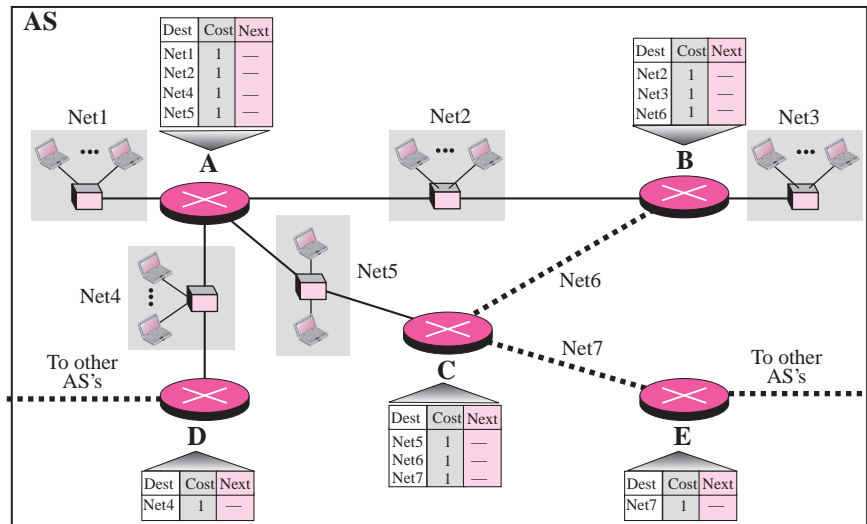 AS
Dest Cost Next
Net1 1 —
Net2 1 —
Net4 1 —
Net5 1 —
Dest Cost Next
Net2 1 —
Net3 1 —
Net6 1 —
Net1
Net2
Net3
A
B
Net5
Net4
Net6
Net7
To other
AS's
To other
AS's
C
D
E
Dest Cost Next
Net5 1 —
Net6 1 —
Net7 1 —
Dest Cost Next
Net4 1 —
Dest Cost Next
Net7 1 —